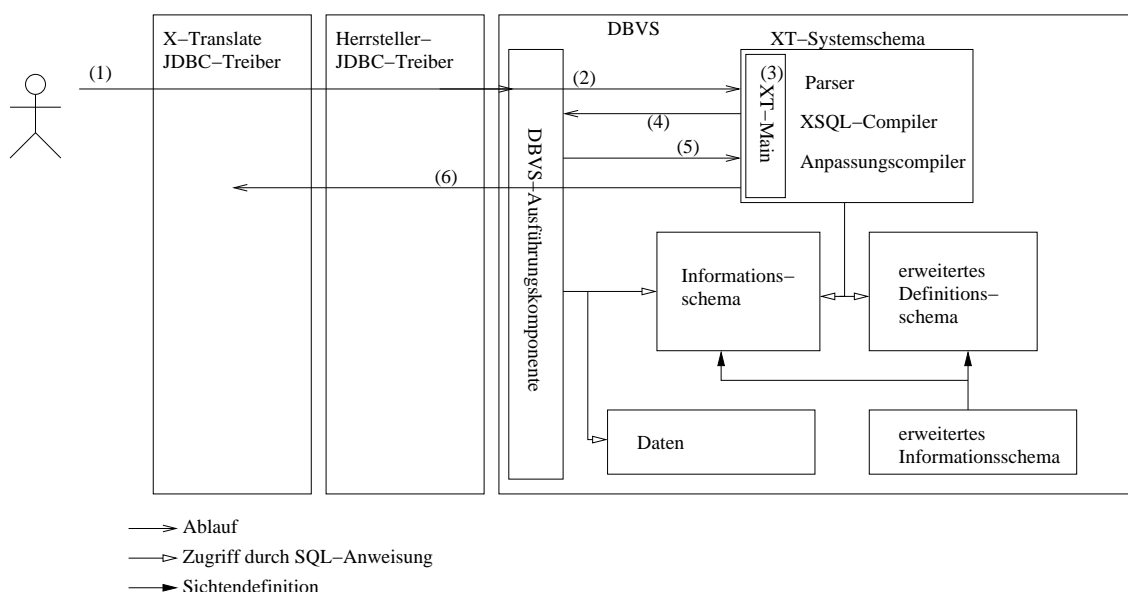 DBVS
X–Translate
JDBC–Treiber
Herrsteller–
JDBC–Treiber
XT–Systemschema
(1)
(2)
(3)
XT–Main
Parser
(4)
XSQL–Compiler
(5)
Anpassungscompiler
(6)
DBVS–Ausführungskomponente
Informations–
schema
erweitertes
Definitions–
schema
Daten
erweitertes
Informationsschema
Ablauf
Zugriff durch SQL–Anweisung
Sichtendefinition